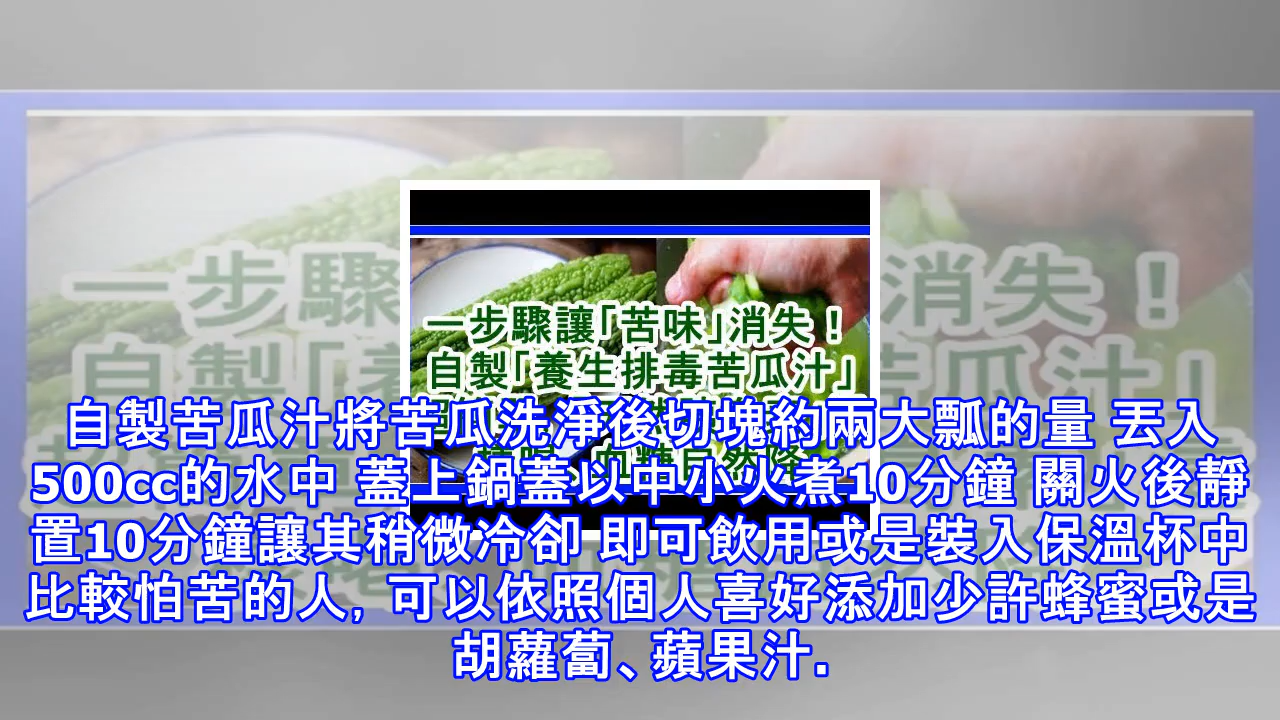 一步驟讓「苦味」消失！
自製「養生排毒苦瓜汁」
自製苦瓜汁將苦瓜洗淨後切塊約兩大瓢的量 丟入
500cc的水中 蓋上鍋蓋以中小火煮10分鐘 關火後靜
置10分鐘讓其稍微冷卻 即可飲用或是裝入保溫杯中
比較怕苦的人, 可以依照個人喜好添加少許蜂蜜或是
胡蘿蔔、蘋果汁.